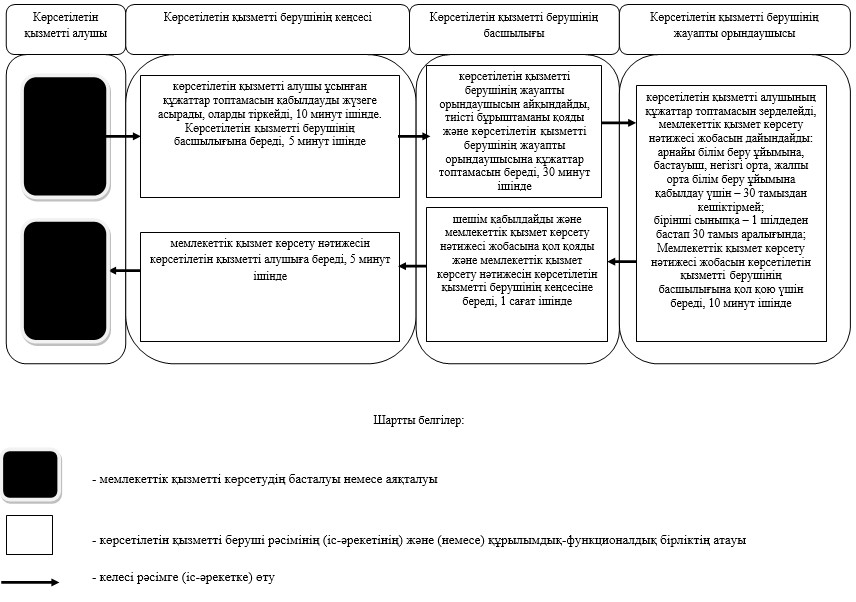 Көрсетілетін
қызметті алушы
Көрсетілетін қызметті берушінің кеңсесі
Көрсетілетін қызметті берушінің
басшылығы
Көрсетілетін қызметті берушінің
жауапты орындаушысы
көрсетілетін қызметті алушы ұсынған
құжаттар топтамасын қабылдауды жүзеге
асырады, оларды тіркейді, 10 минут ішінде.
Көрсетілетін қызметті берушінің
басшылығына береді, 5 минут ішінде
көрсетілетін қызметті
берушінің жауапты
орындаушысын айқындайды,
тиісті бұрыштаманы қояды
және көрсетілетін қызметті
берушінің жауапты
орындаушысына құжаттар
топтамасын береді, 30 минут
ішінде
көрсетілетін қызметті алушының
құжаттар топтамасын зерделейді,
мемлекеттік қызмет көрсету
нәтижесі жобасын дайындайды:
арнайы білім беру ұйымына,
бастауыш, негізгі орта, жалпы
орта білім беру ұйымына
қабылдау үшін – 30 тамыздан
кешіктірмей;
бірінші сыныпқа – 1 шілдеден
бастап 30 тамыз аралығында;
Мемлекеттік қызмет көрсету
нәтижесі жобасын көрсетілетін
қызметті берушінің
басшылығына қол қою үшін
береді, 10 минут ішінде
шешім қабылдайды және
мемлекеттік қызмет көрсету
нәтижесі жобасына қол қояды
және мемлекеттік қызмет
көрсету нәтижесін көрсетілетін
қызметті берушінің кеңсесіне
береді, 1 сағат ішінде
мемлекеттік қызмет көрсету нәтижесін
көрсетілетін қызметті алушыға береді, 5 минут
ішінде
Шартты белгілер:
- мемлекеттік қызметті көрсетудің басталуы немесе аяқталуы
- көрсетілетін қызметті беруші рәсімінің (іс-әрекетінің) және (немесе) құрылымдық-функционалдық бірліктің атауы
- келесі рәсімге (іс-әрекетке) өту